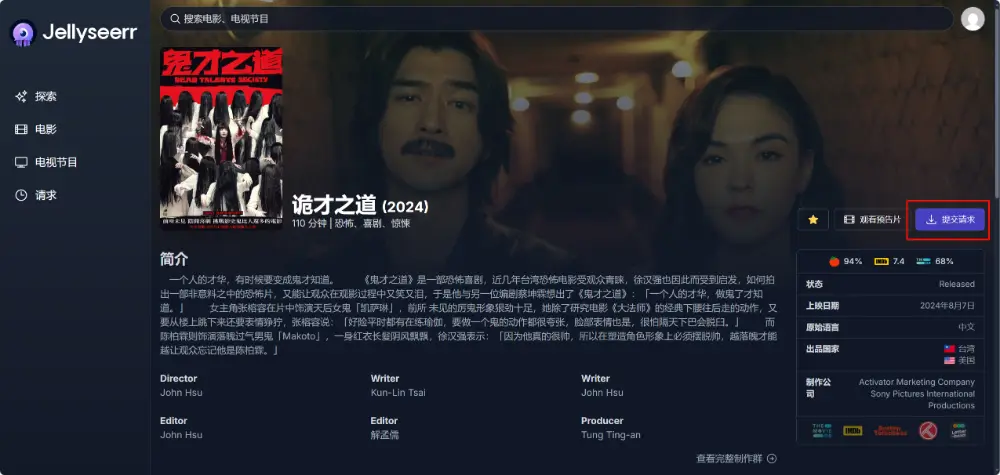 Jellyseerr
搜索电影、电视节目
探索
电影
电视节目
请求
鬼才之道
DEAD TALENTS SOCIETY
诡才之道 (2024)
110 分钟 | 恐怖、喜剧、惊悚
观看预告片
提交请求
简介
一个人的才华，有时候要变成鬼才知道。 《鬼才之道》是一部恐怖喜剧，近几年台湾恐怖电影受观众青睐，徐汉强也因此而受到启发，如何拍
出一部非意料之中的恐怖片，又能让观众在观影过程中又笑又泪，于是他与另一位编剧蔡坤霖想出了《鬼才之道》：「一个人的才华，做鬼了才知
道。」 女主角张榕容在片中饰演天后女鬼「凯萨琳」，前所 未见的厉鬼形象狠劲十足，她除了研究电影《大法师》的经典下腰往后走的动作，又
要从楼上跳下来还要表情狰狞，张榕容说：「好险平时都有在练瑜伽，要做一个鬼的动作都很夸张，脸部表情也是，很怕隔天下巴会脱臼。」 而
陈柏霖则饰演落魄过气男鬼「Makoto」，一身红衣长髮阴风飘飘，徐汉强表示：「因为他真的很帅，所以在塑造角色形象上必须摆脱帅，越落魄才能
越让观众忘记他是陈柏霖。」
Director
John Hsu
Writer
Kun-Lin Tsai
Writer
John Hsu
Editor
John Hsu
Editor
解孟儒
Producer
Tung Ting-an
查看完整制作群
94% IMDb 7.4 68%
状态 Released
上映日期 2024年8月7日
原始语言 中文
出品国家 台湾
美国
制作公司 Activator Marketing Company
Sony Pictures International
Productions
THE MOVIE DB
IMDb
Rotten Tomatoes